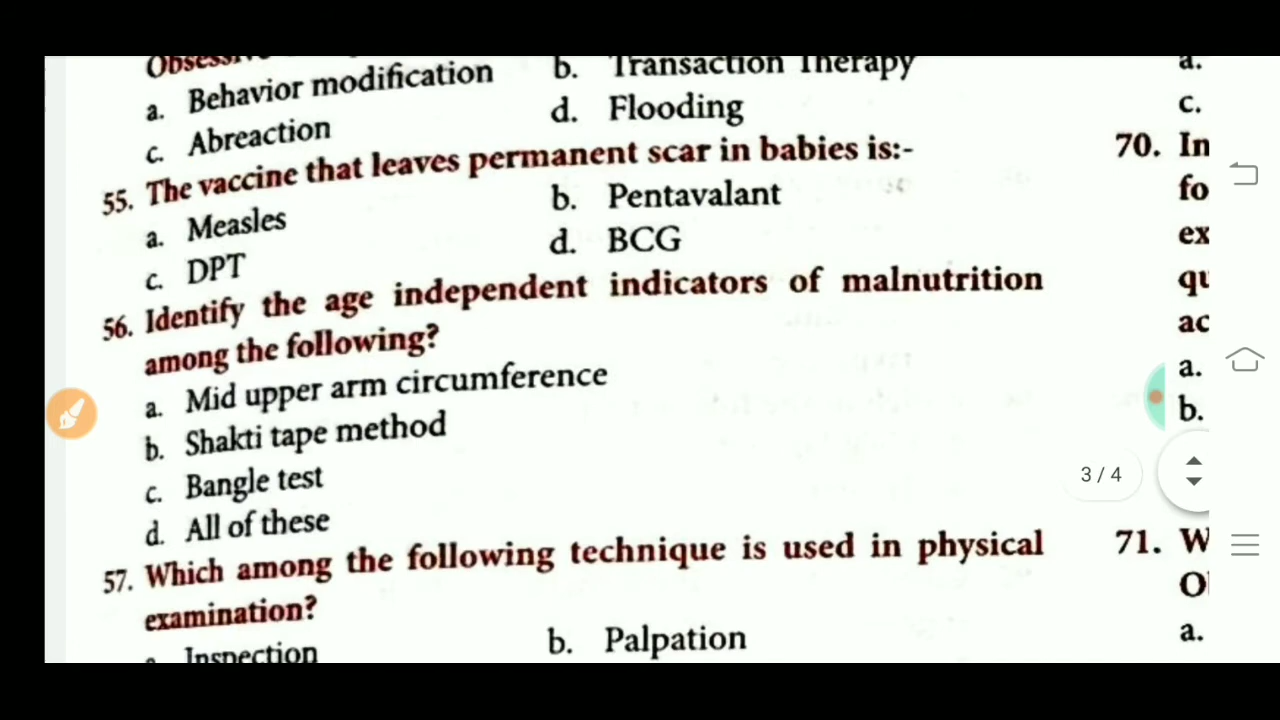 a. Behavior modification b. Transaction Therapy
c. Abreaction d. Flooding
55. The vaccine that leaves permanent scar in babies is:-
a. Measles b. Pentavalant
c. DPT d. BCG
56. Identify the age independent indicators of malnutrition
among the following?
a. Mid upper arm circumference
b. Shakti tape method
c. Bangle test
d. All of these
57. Which among the following technique is used in physical
examination?
a. Inspection b. Palpation
a.
c.
70. In
fo
ex
qu
ac
a.
b.
3 / 4
71. W
a.